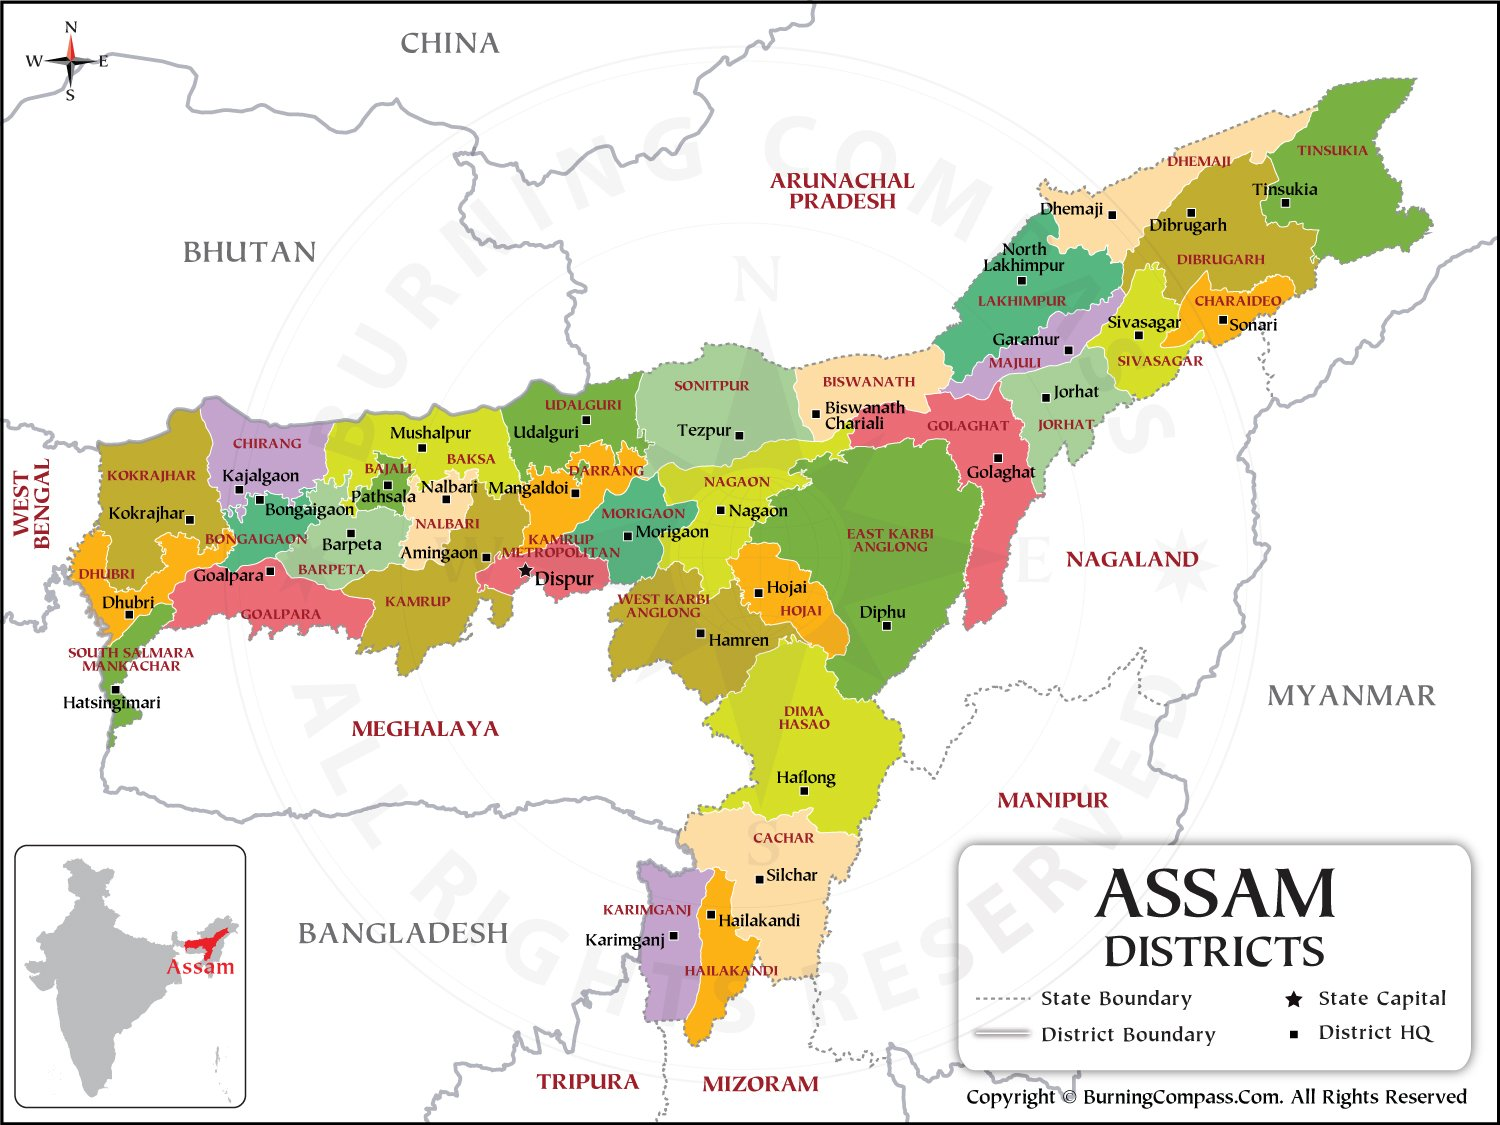 N
W E
S
CHINA
BHUTAN
ARUNACHAL
PRADESH
DHEMAJI
TINSUKIA
Tinsukia
Dhemaji
Dibrugarh
DIBRUGARH
North
Lakhimpur
LAKHIMPUR
CHARAIDEO
Sonari
Sivasagar
SIVASAGAR
Garamur
MAJULI
Jorhat
JORHAT
GOLAGHAT
Golaghat
BISWANATH
Biswanath
Chariali
SONITPUR
Tezpur
UDALGURI
Udalguri
Mushalpur
BAKSA
BAJALI
Pathsala
CHIRANG
Kajalgaon
KOKRAJHAR
Kokrajhar
WEST
BENGAL
Bongaigaon
BONGAIGAON
Nalbari
NALBARI
Mangaldoi
DARRANG
MORIGAON
Morigaon
NAGAON
Nagaon
EAST KARBI
ANGLONG
Diphu
NAGALAND
Barpeta
BARPETA
Amingaon
KAMRUP
METROPOLITAN
Dispur
DHUBRI
Dhubri
Goalpara
GOALPARA
KAMRUP
WEST KARBI
ANGLONG
Hamren
Hojai
HOJAI
SOUTH SALMARA
MANKACHAR
Hatsingimari
MEGHALAYA
MYANMAR
DIMA
HASAO
Haflong
MANIPUR
CACHAR
Silchar
KARIMGANJ
Karimganj
Hailakandi
HAILAKANDI
BANGLADESH
TRIPURA
MIZORAM
Assam
ASSAM
DISTRICTS
State Boundary
State Capital
District Boundary
District HQ
Copyright © BurningCompass.Com. All Rights Reserved
BURNING COMPASS
ALL RIGHTS RESERVED
N
W
E
S